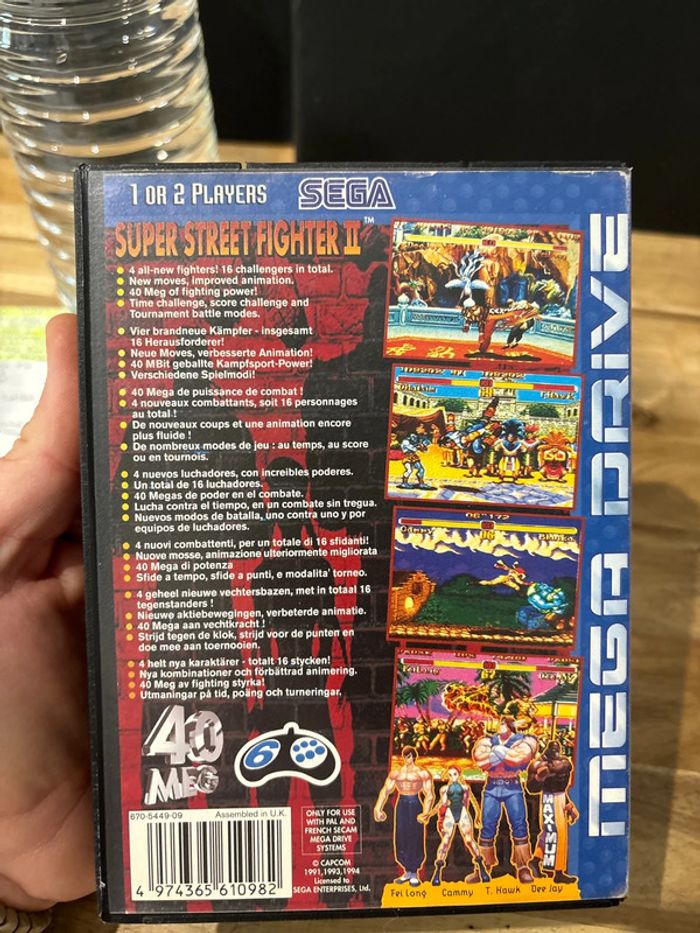 1 OR 2 PLAYERS
SEGA
SUPER STREET FIGHTER II™
4 all-new fighters! 16 challengers in total.
New moves, improved animation.
40 Meg of fighting power!
Time challenge, score challenge and
Tournament battle modes.
Vier brandneue Kämpfer - insgesamt
16 Herausforderer!
Neue Moves, verbesserte Animation!
40 MBit geballte Kampfsport-Power!
Verschiedene Spielmodi!
40 Mega de puissance de combat !
4 nouveaux combattants, soit 16 personnages
au total !
De nouveaux coups et une animation encore
plus fluide !
De nombreux modes de jeu : au temps, au score
ou en tournois.
4 nuevos luchadores, con increibles poderes.
Un total de 16 luchadores.
40 Megas de poder en el combate.
Lucha contra el tiempo, en un combate sin tregua.
Nuevos modos de batalla, uno contra uno y por
equipos de luchadores.
4 nuovi combattenti, per un totale di 16 sfidanti!
Nuove mosse, animazione ulteriormente migliorata
40 Mega di potenza
Sfide a tempo, sfide a punti, e modalita' torneo.
4 geheel nieuwe vechtersbazen, met in totaal 16
tegenstanders !
Nieuwe aktiebewegingen, verbeterde animatie.
40 Mega aan vechtkracht !
Strijd tegen de klok, strijd voor de punten en
doe mee aan toernooien.
4 helt nya karaktärer - totalt 16 stycken!
Nya kombinationer och förbättrad animering.
40 Meg av fighting styrka!
Utmaningar på tid, poäng och turneringar.
40
MEG
6
670-5449-09
Assembled in U.K.
4 974365 610982
ONLY FOR USE
WITH PAL AND
FRENCH SECAM
MEGA DRIVE
SYSTEMS
© CAPCOM
1991,1993,1994
Licensed to
SEGA ENTERPRISES, Ltd.
MAXIMUM
Fei Long
Cammy
T. Hawk
Dee Jay
MEGA DRIVE